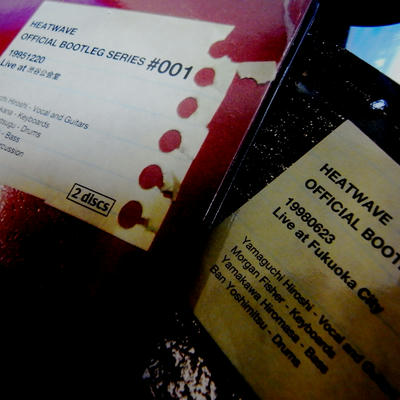 HEATWAVE
OFFICIAL BOOTLEG SERIES #001
19951220
Live at 渋谷公会堂
Hiroshi - Vocal and Guitars
- Keyboards
- Drums
- Bass
2 discs
HEATWAVE
OFFICIAL
19980623
Live at Fukuoka City
Yamaguchi Hiroshi - Vocal and
Morgan Fisher - Keyboards
Yamakawa Hiromasa - Bass
Ban Yoshimitsu - Drums